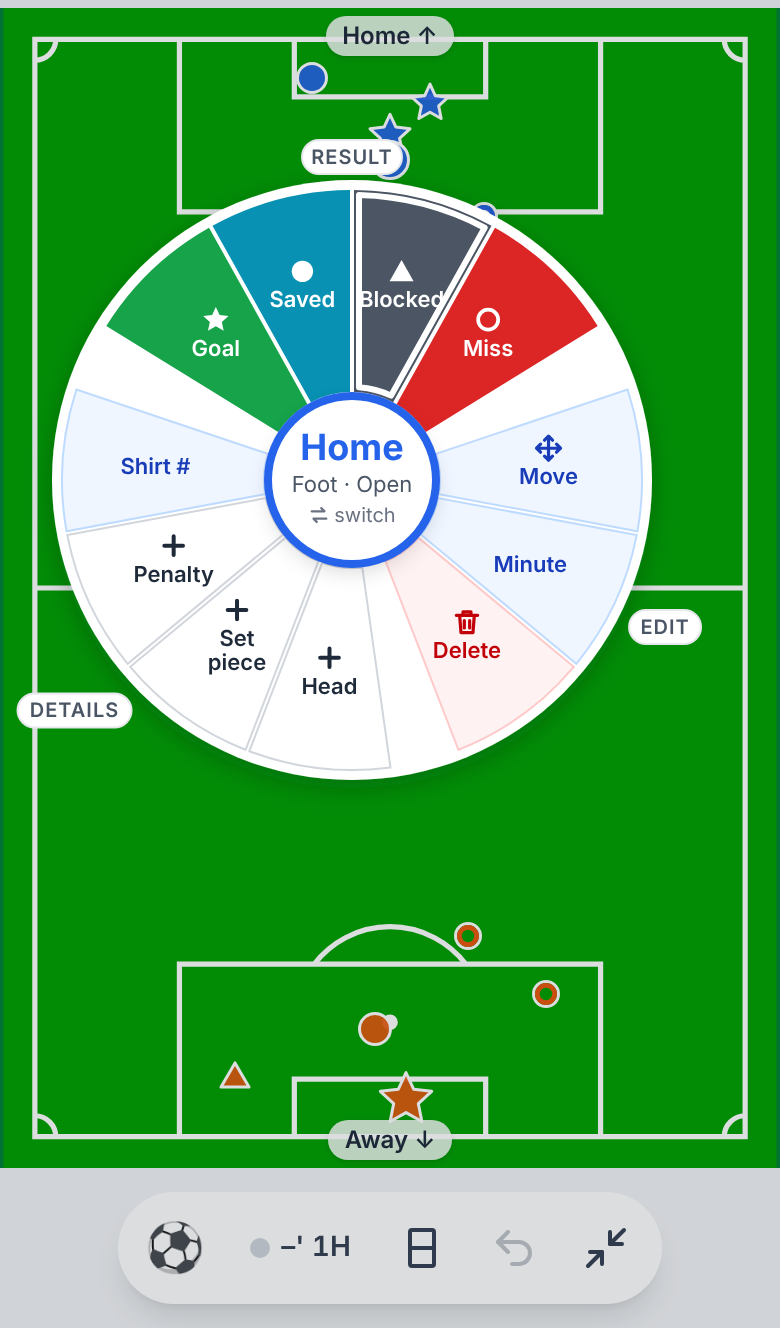 Home ↑
RESULT
Saved
Blocked
Goal
Miss
Home
Foot · Open
switch
Shirt #
Move
Penalty
Minute
Set
piece
Head
Delete
EDIT
DETAILS
Away ↓
–' 1H